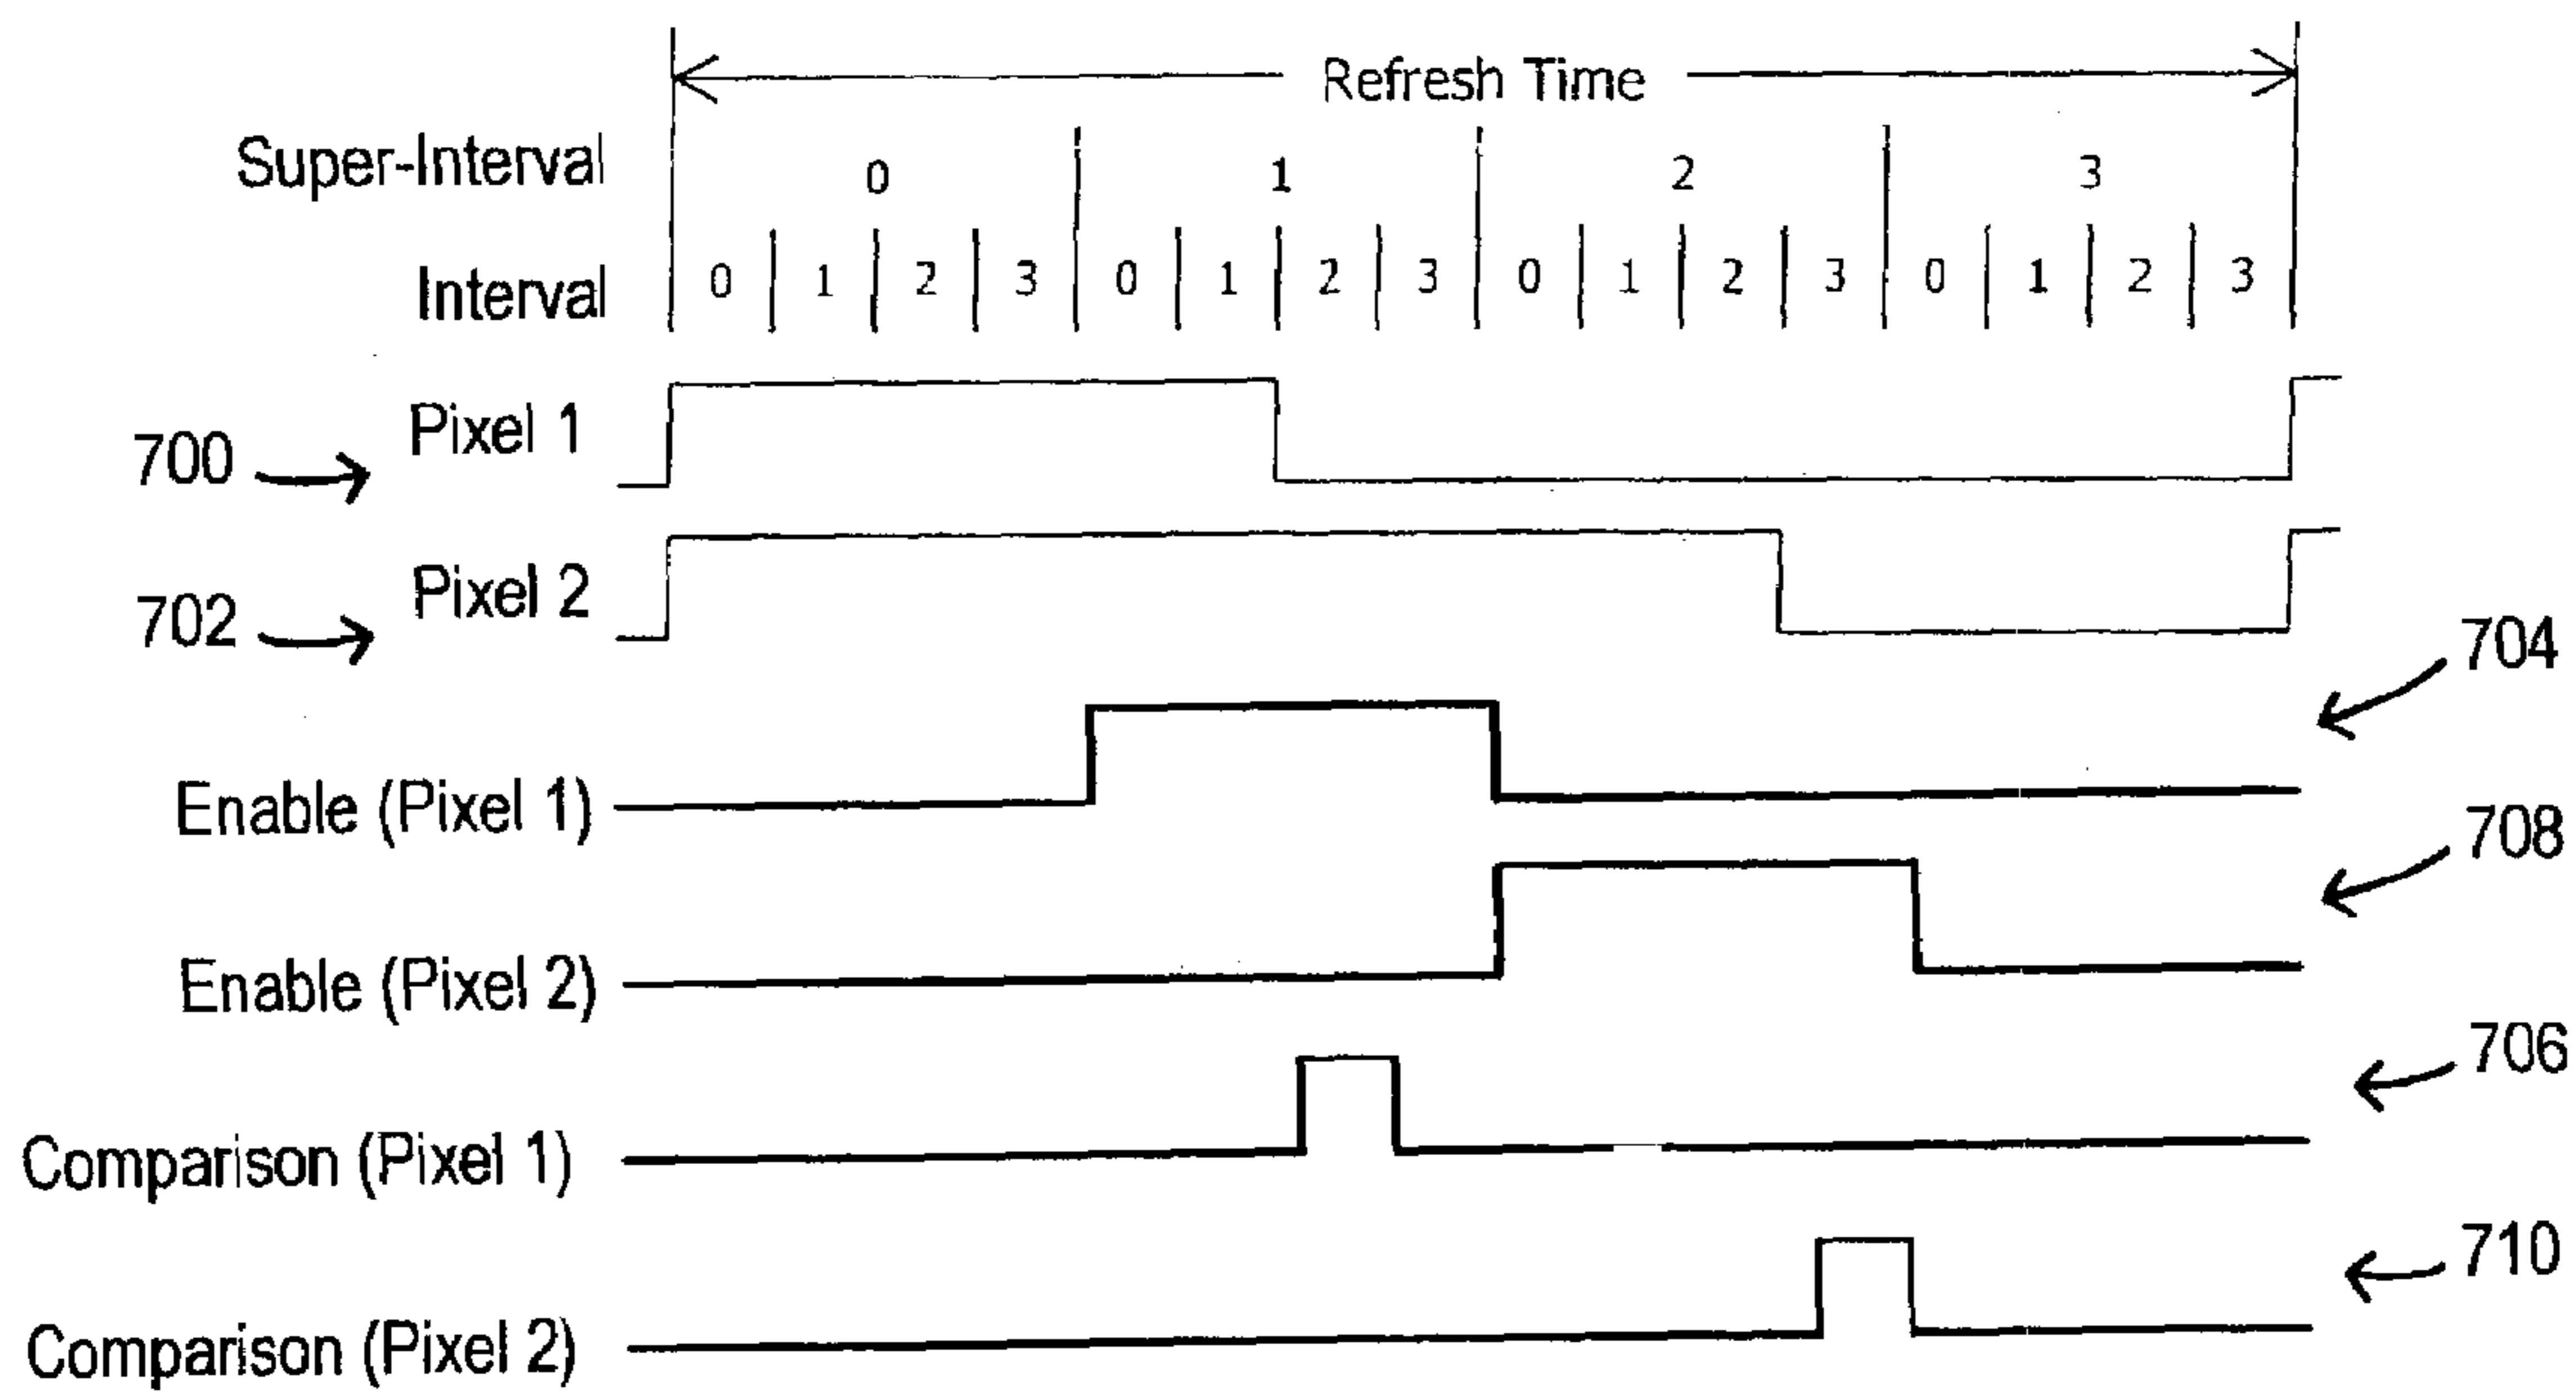 Refresh Time
Super-Interval 0 1 2 3
Interval 0 1 2 3 0 1 2 3 0 1 2 3 0 1 2 3
700 Pixel 1
702 Pixel 2
704
Enable (Pixel 1)
708
Enable (Pixel 2)
706
Comparison (Pixel 1)
710
Comparison (Pixel 2)